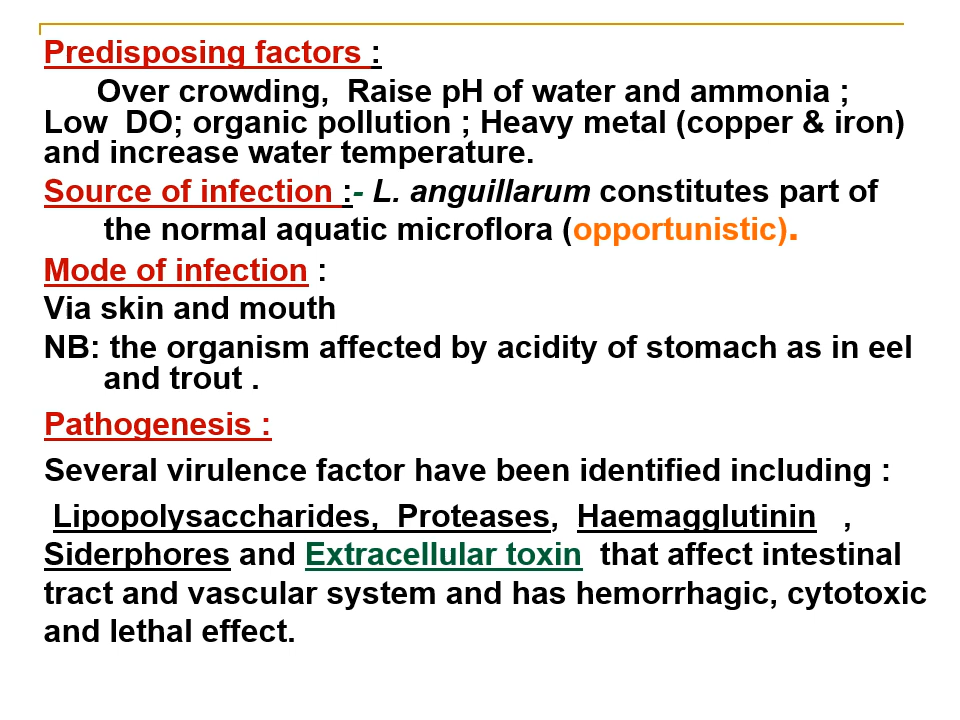 Predisposing factors :
Over crowding, Raise pH of water and ammonia ;
Low DO; organic pollution ; Heavy metal (copper & iron)
and increase water temperature.
Source of infection :- L. anguillarum constitutes part of
the normal aquatic microflora (opportunistic).
Mode of infection :
Via skin and mouth
NB: the organism affected by acidity of stomach as in eel
and trout .
Pathogenesis :
Several virulence factor have been identified including :
Lipopolysaccharides, Proteases, Haemagglutinin ,
Siderphores and Extracellular toxin that affect intestinal
tract and vascular system and has hemorrhagic, cytotoxic
and lethal effect.